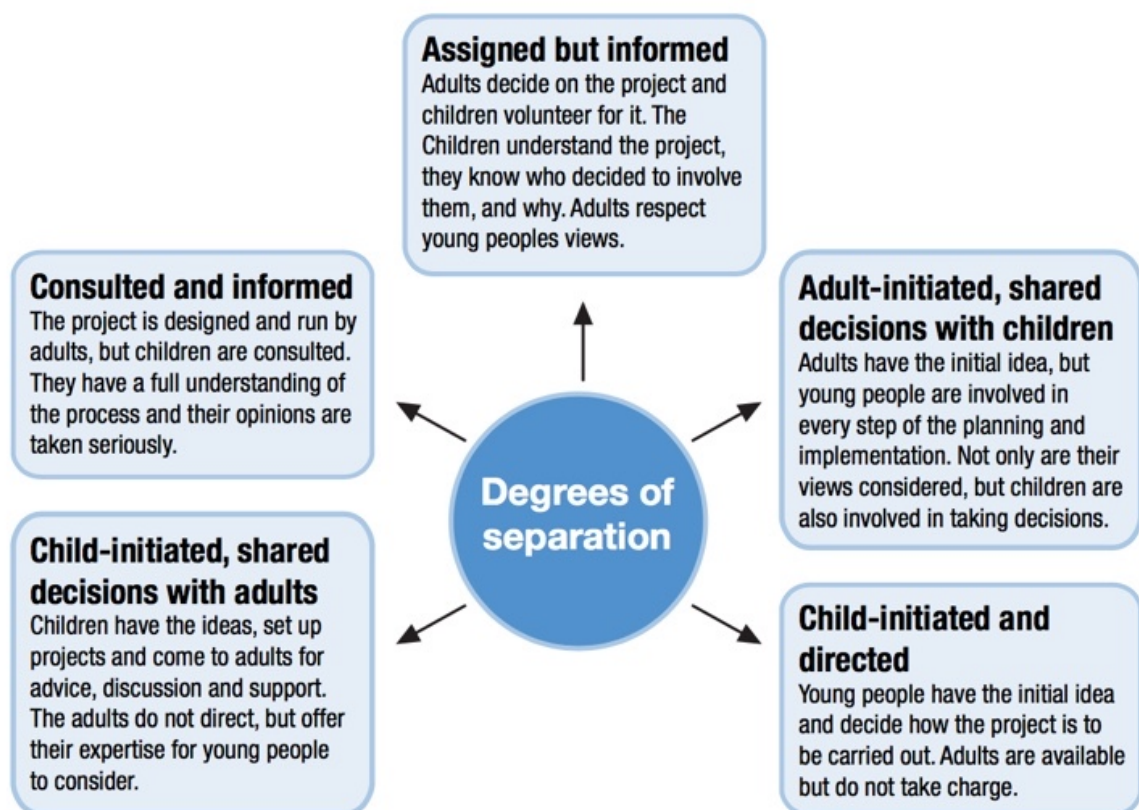 Assigned but informed
Adults decide on the project and
children volunteer for it. The
Children understand the project,
they know who decided to involve
them, and why. Adults respect
young peoples views.
Consulted and informed
The project is designed and run by
adults, but children are consulted.
They have a full understanding of
the process and their opinions are
taken seriously.
Adult-initiated, shared
decisions with children
Adults have the initial idea, but
young people are involved in
every step of the planning and
implementation. Not only are their
views considered, but children are
also involved in taking decisions.
Degrees of
separation
Child-initiated, shared
decisions with adults
Children have the ideas, set up
projects and come to adults for
advice, discussion and support.
The adults do not direct, but offer
their expertise for young people
to consider.
Child-initiated and
directed
Young people have the initial idea
and decide how the project is to
be carried out. Adults are available
but do not take charge.